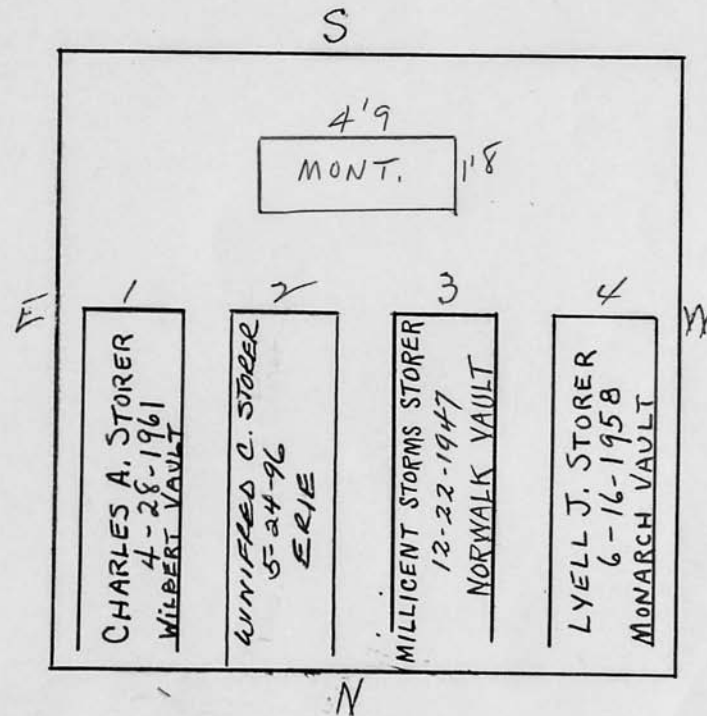 S
4'9
MONT.
1'8
E
W
1
2
3
4
CHARLES A. STORER
4-28-1961
WILBERT VAULT
WINIFRED C. STORER
5-24-96
ERIE
MILLICENT STORMS STORER
12-22-1947
NORWALK VAULT
LYELL J. STORER
6-16-1958
MONARCH VAULT
N